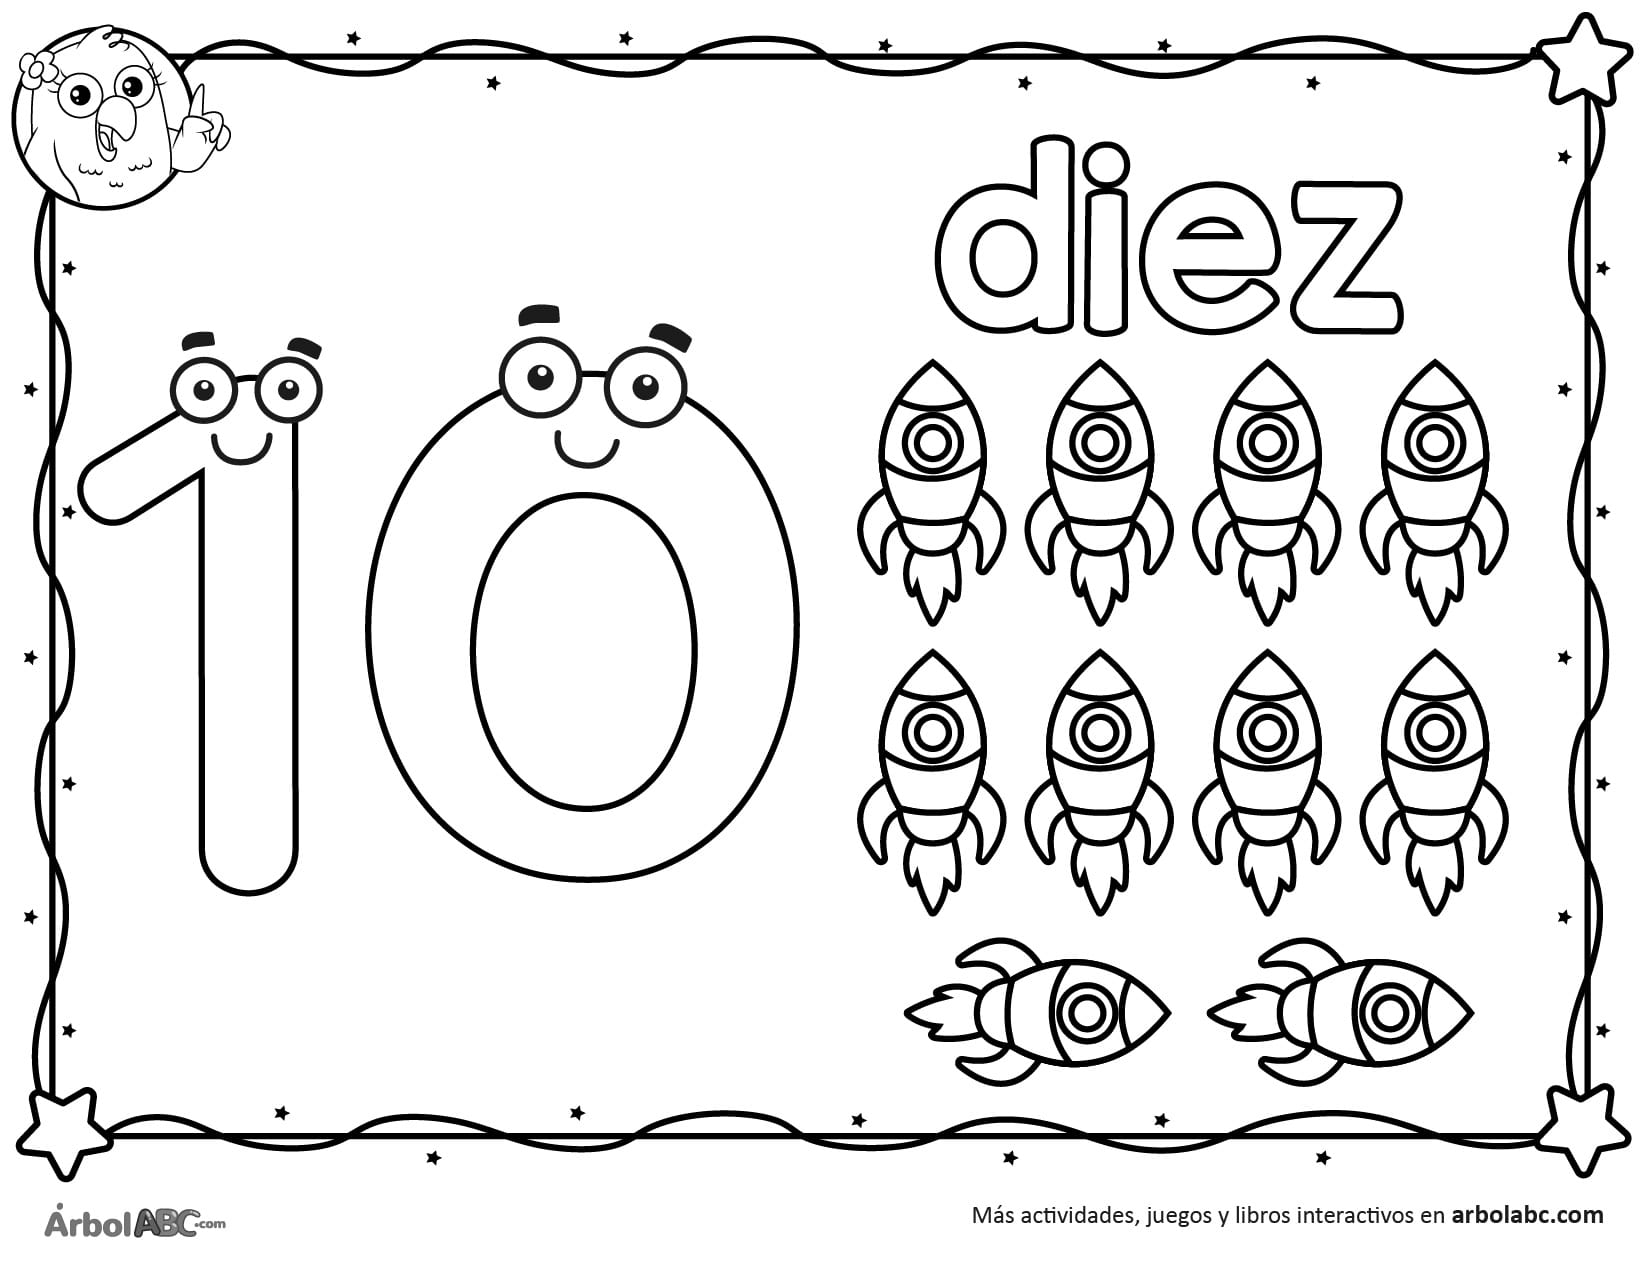 diez
10
ÁrbolABC.com
Más actividades, juegos y libros interactivos en arbolabc.com